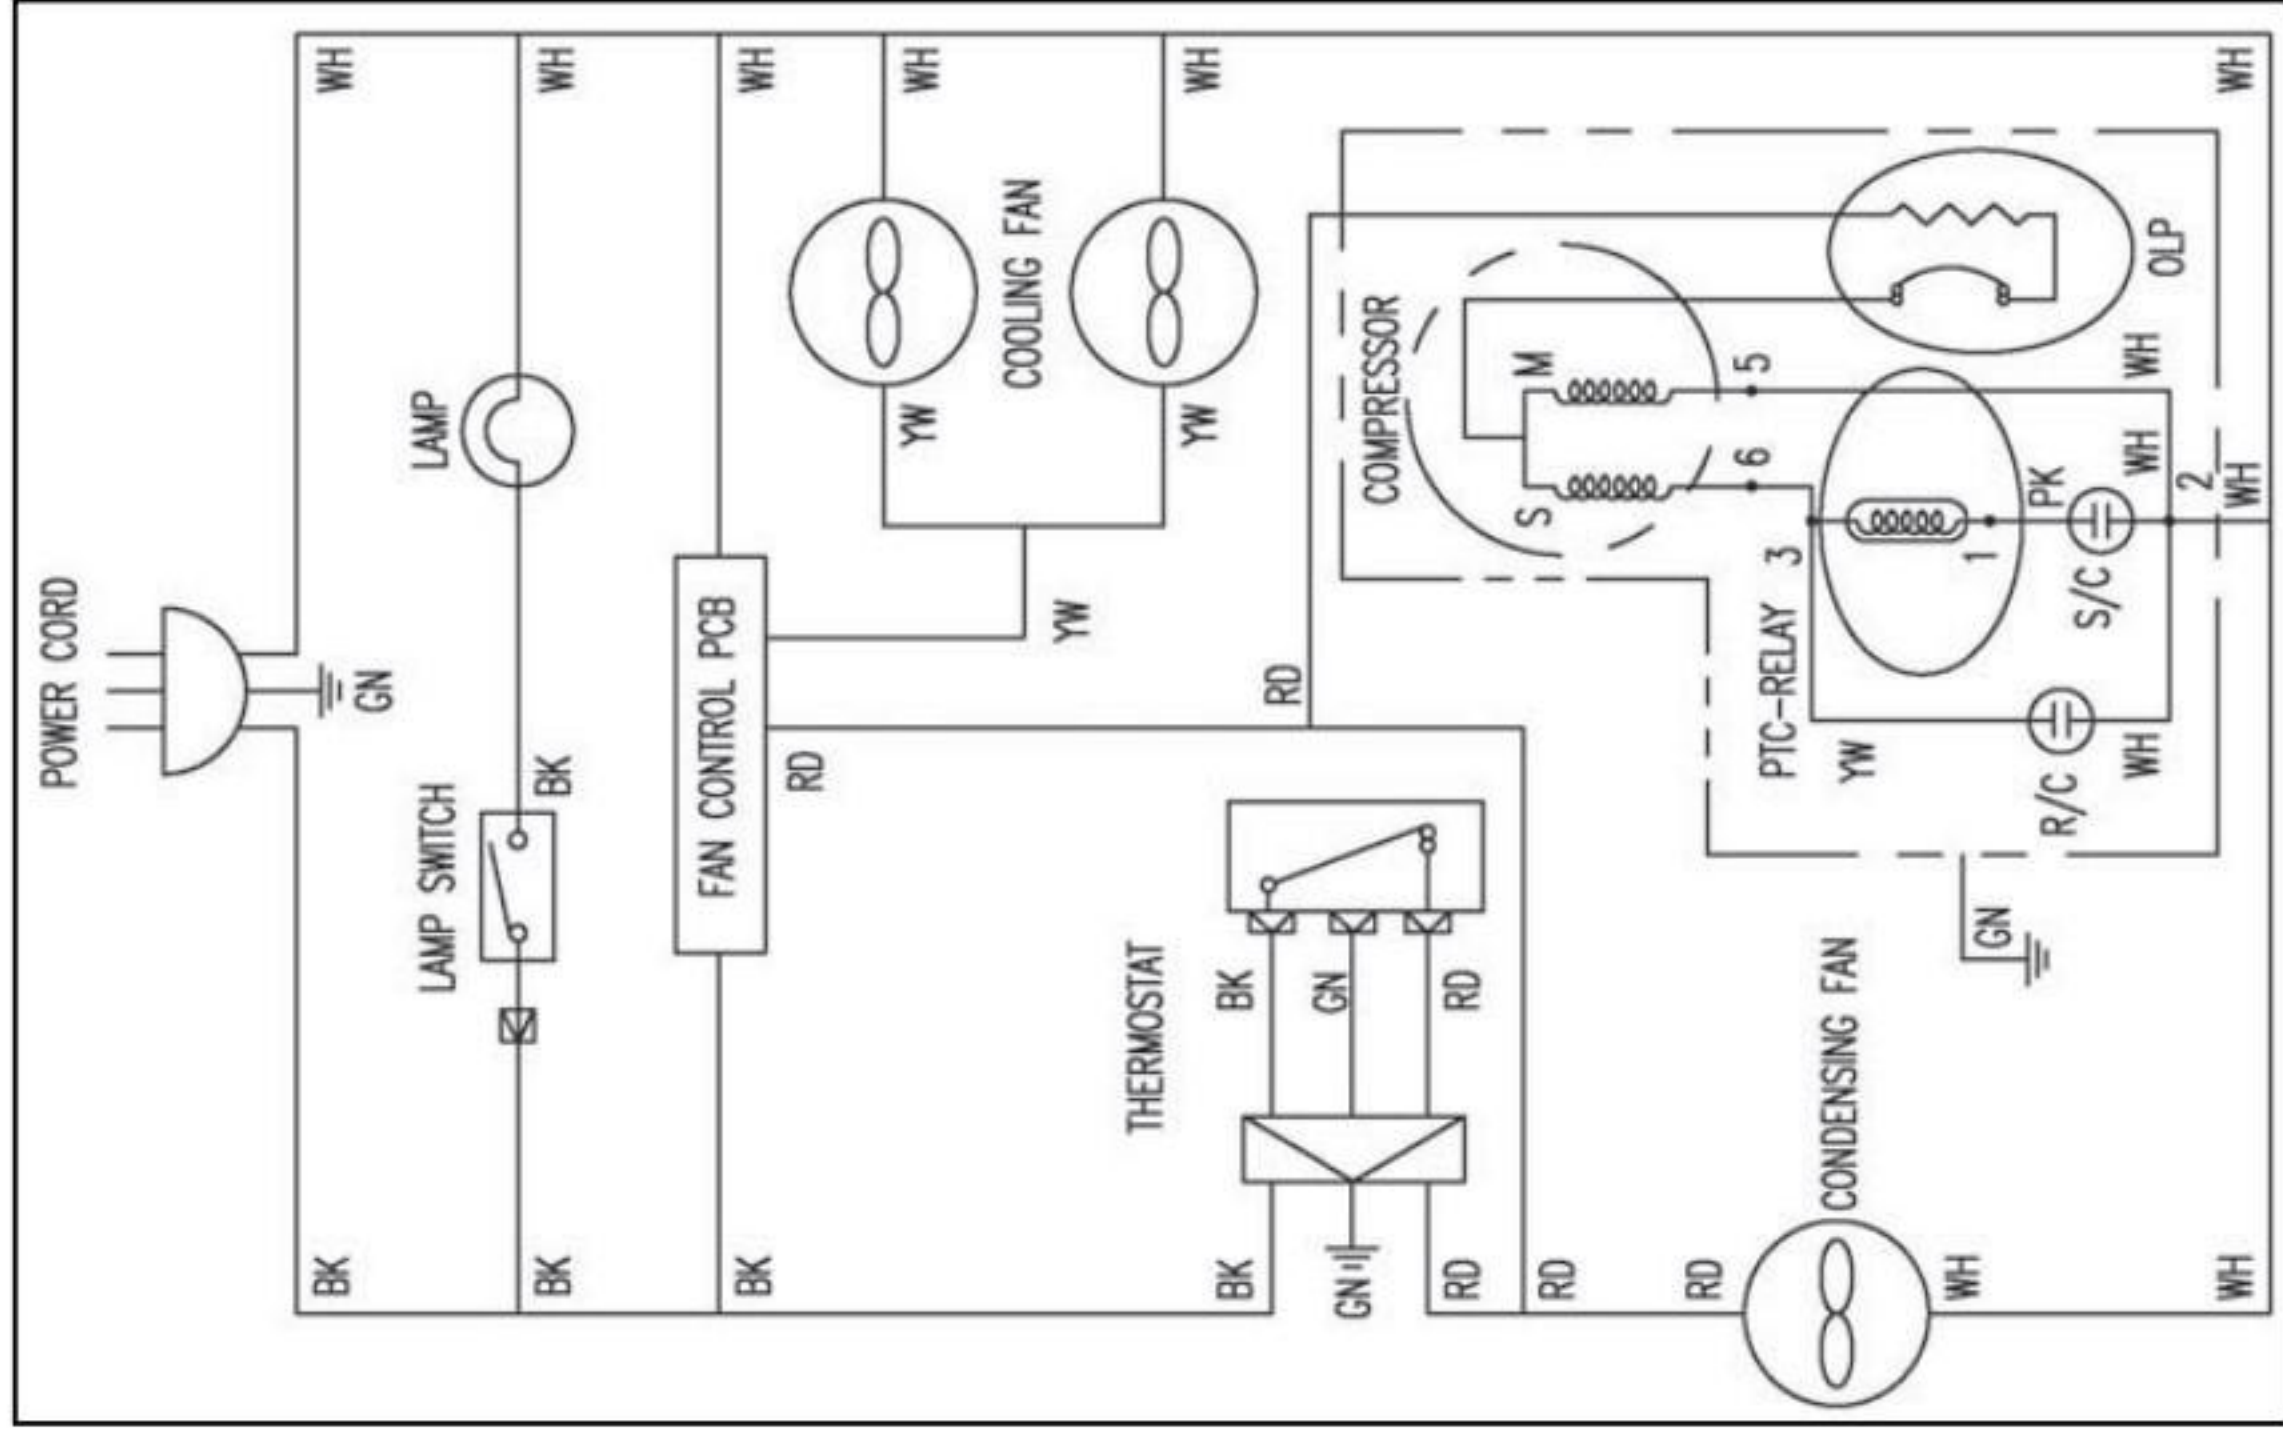 POWER CORD
GN
WH
WH
WH
WH
WH
WH
LAMP
LAMP SWITCH
BK
BK
BK
BK
FAN CONTROL PCB
RD
YW
YW
YW
COOLING FAN
RD
THERMOSTAT
BK
GN
RD
BK
GN
RD
RD
RD
CONDENSING FAN
WH
WH
COMPRESSOR
M
S
5
6
OLP
WH
WH
2
WH
PK
1
3
S/C
PTC-RELAY
YW
R/C
WH
GN